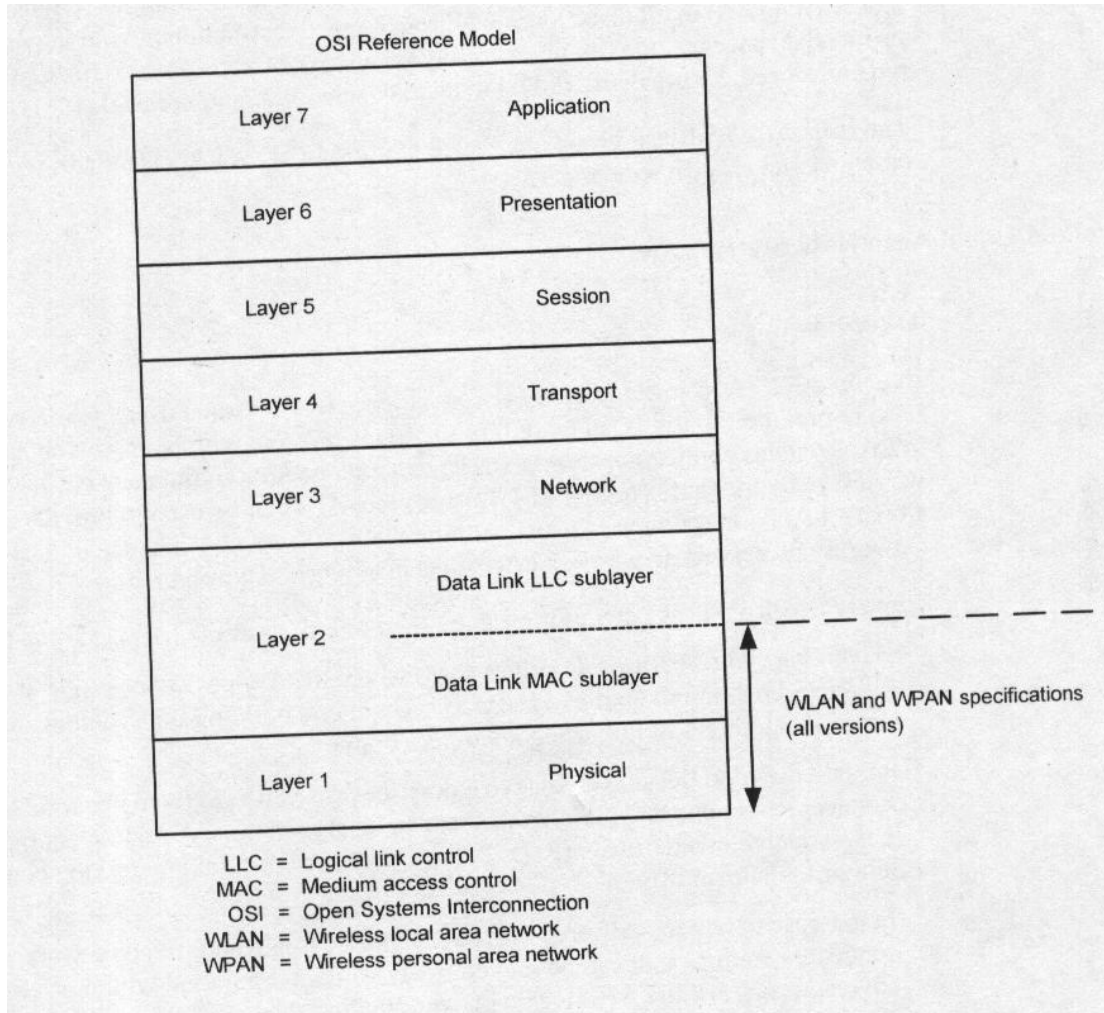 OSI Reference Model
Layer 7 Application
Layer 6 Presentation
Layer 5 Session
Layer 4 Transport
Layer 3 Network
Data Link LLC sublayer
Layer 2
Data Link MAC sublayer
WLAN and WPAN specifications
(all versions)
Layer 1 Physical
LLC = Logical link control
MAC = Medium access control
OSI = Open Systems Interconnection
WLAN = Wireless local area network
WPAN = Wireless personal area network